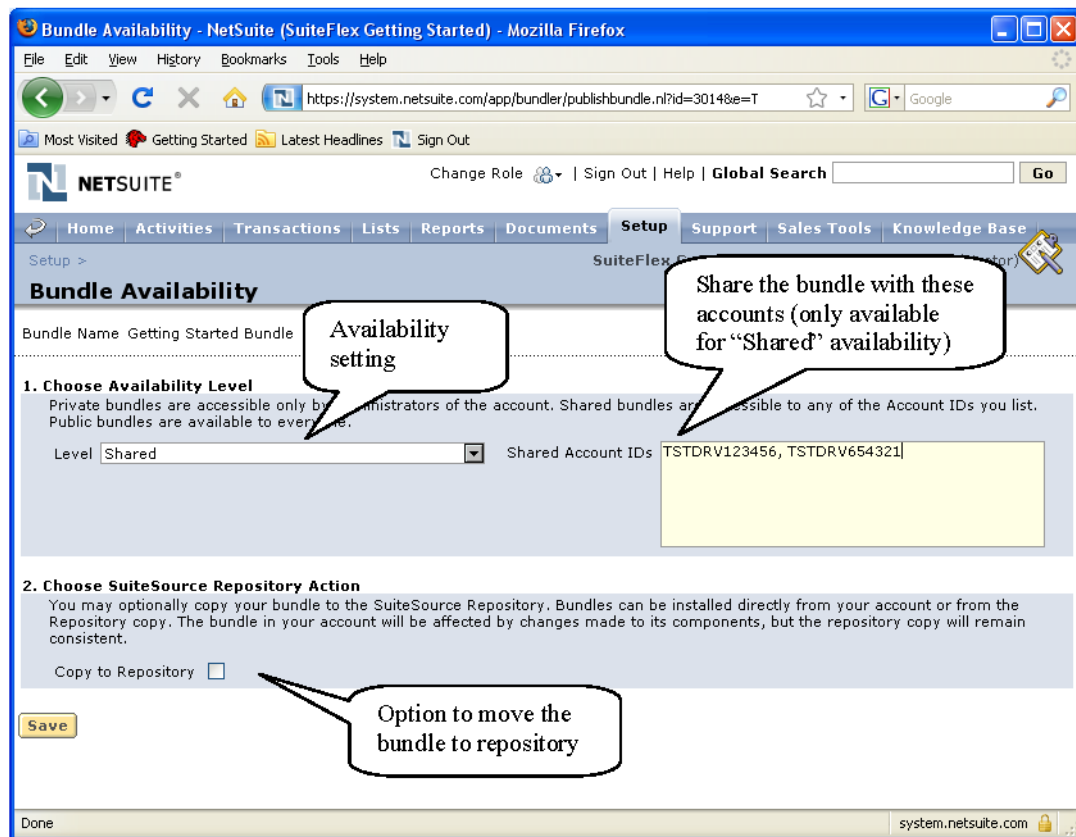 Bundle Availability - NetSuite (SuiteFlex Getting Started) - Mozilla Firefox
File Edit View History Bookmarks Tools Help
https://system.netsuite.com/app/bundler/publishbundle.nl?id=3014&e=T
G Google
Most Visited Getting Started Latest Headlines N Sign Out
N NETSUITE®
Change Role | Sign Out | Help | Global Search Go
Home Activities Transactions Lists Reports Documents Setup Support Sales Tools Knowledge Base
Setup > SuiteFlex
Bundle Availability
Share the bundle with these
accounts (only available
for “Shared” availability)
Bundle Name Getting Started Bundle
Availability
setting
1. Choose Availability Level
Private bundles are accessible only by of the account. Shared bundles to any of the Account IDs you list.
Public bundles are available to
Level Shared Shared Account IDs TSTDRV123456, TSTDRV654321
2. Choose SuiteSource Repository Action
You may optionally copy your bundle to the SuiteSource Repository. Bundles can be installed directly from your account or from the
Repository copy. The bundle in your account will be affected by changes made to its components, but the repository copy will remain
consistent.
Copy to Repository
Option to move the
bundle to repository
Save
Done system.netsuite.com